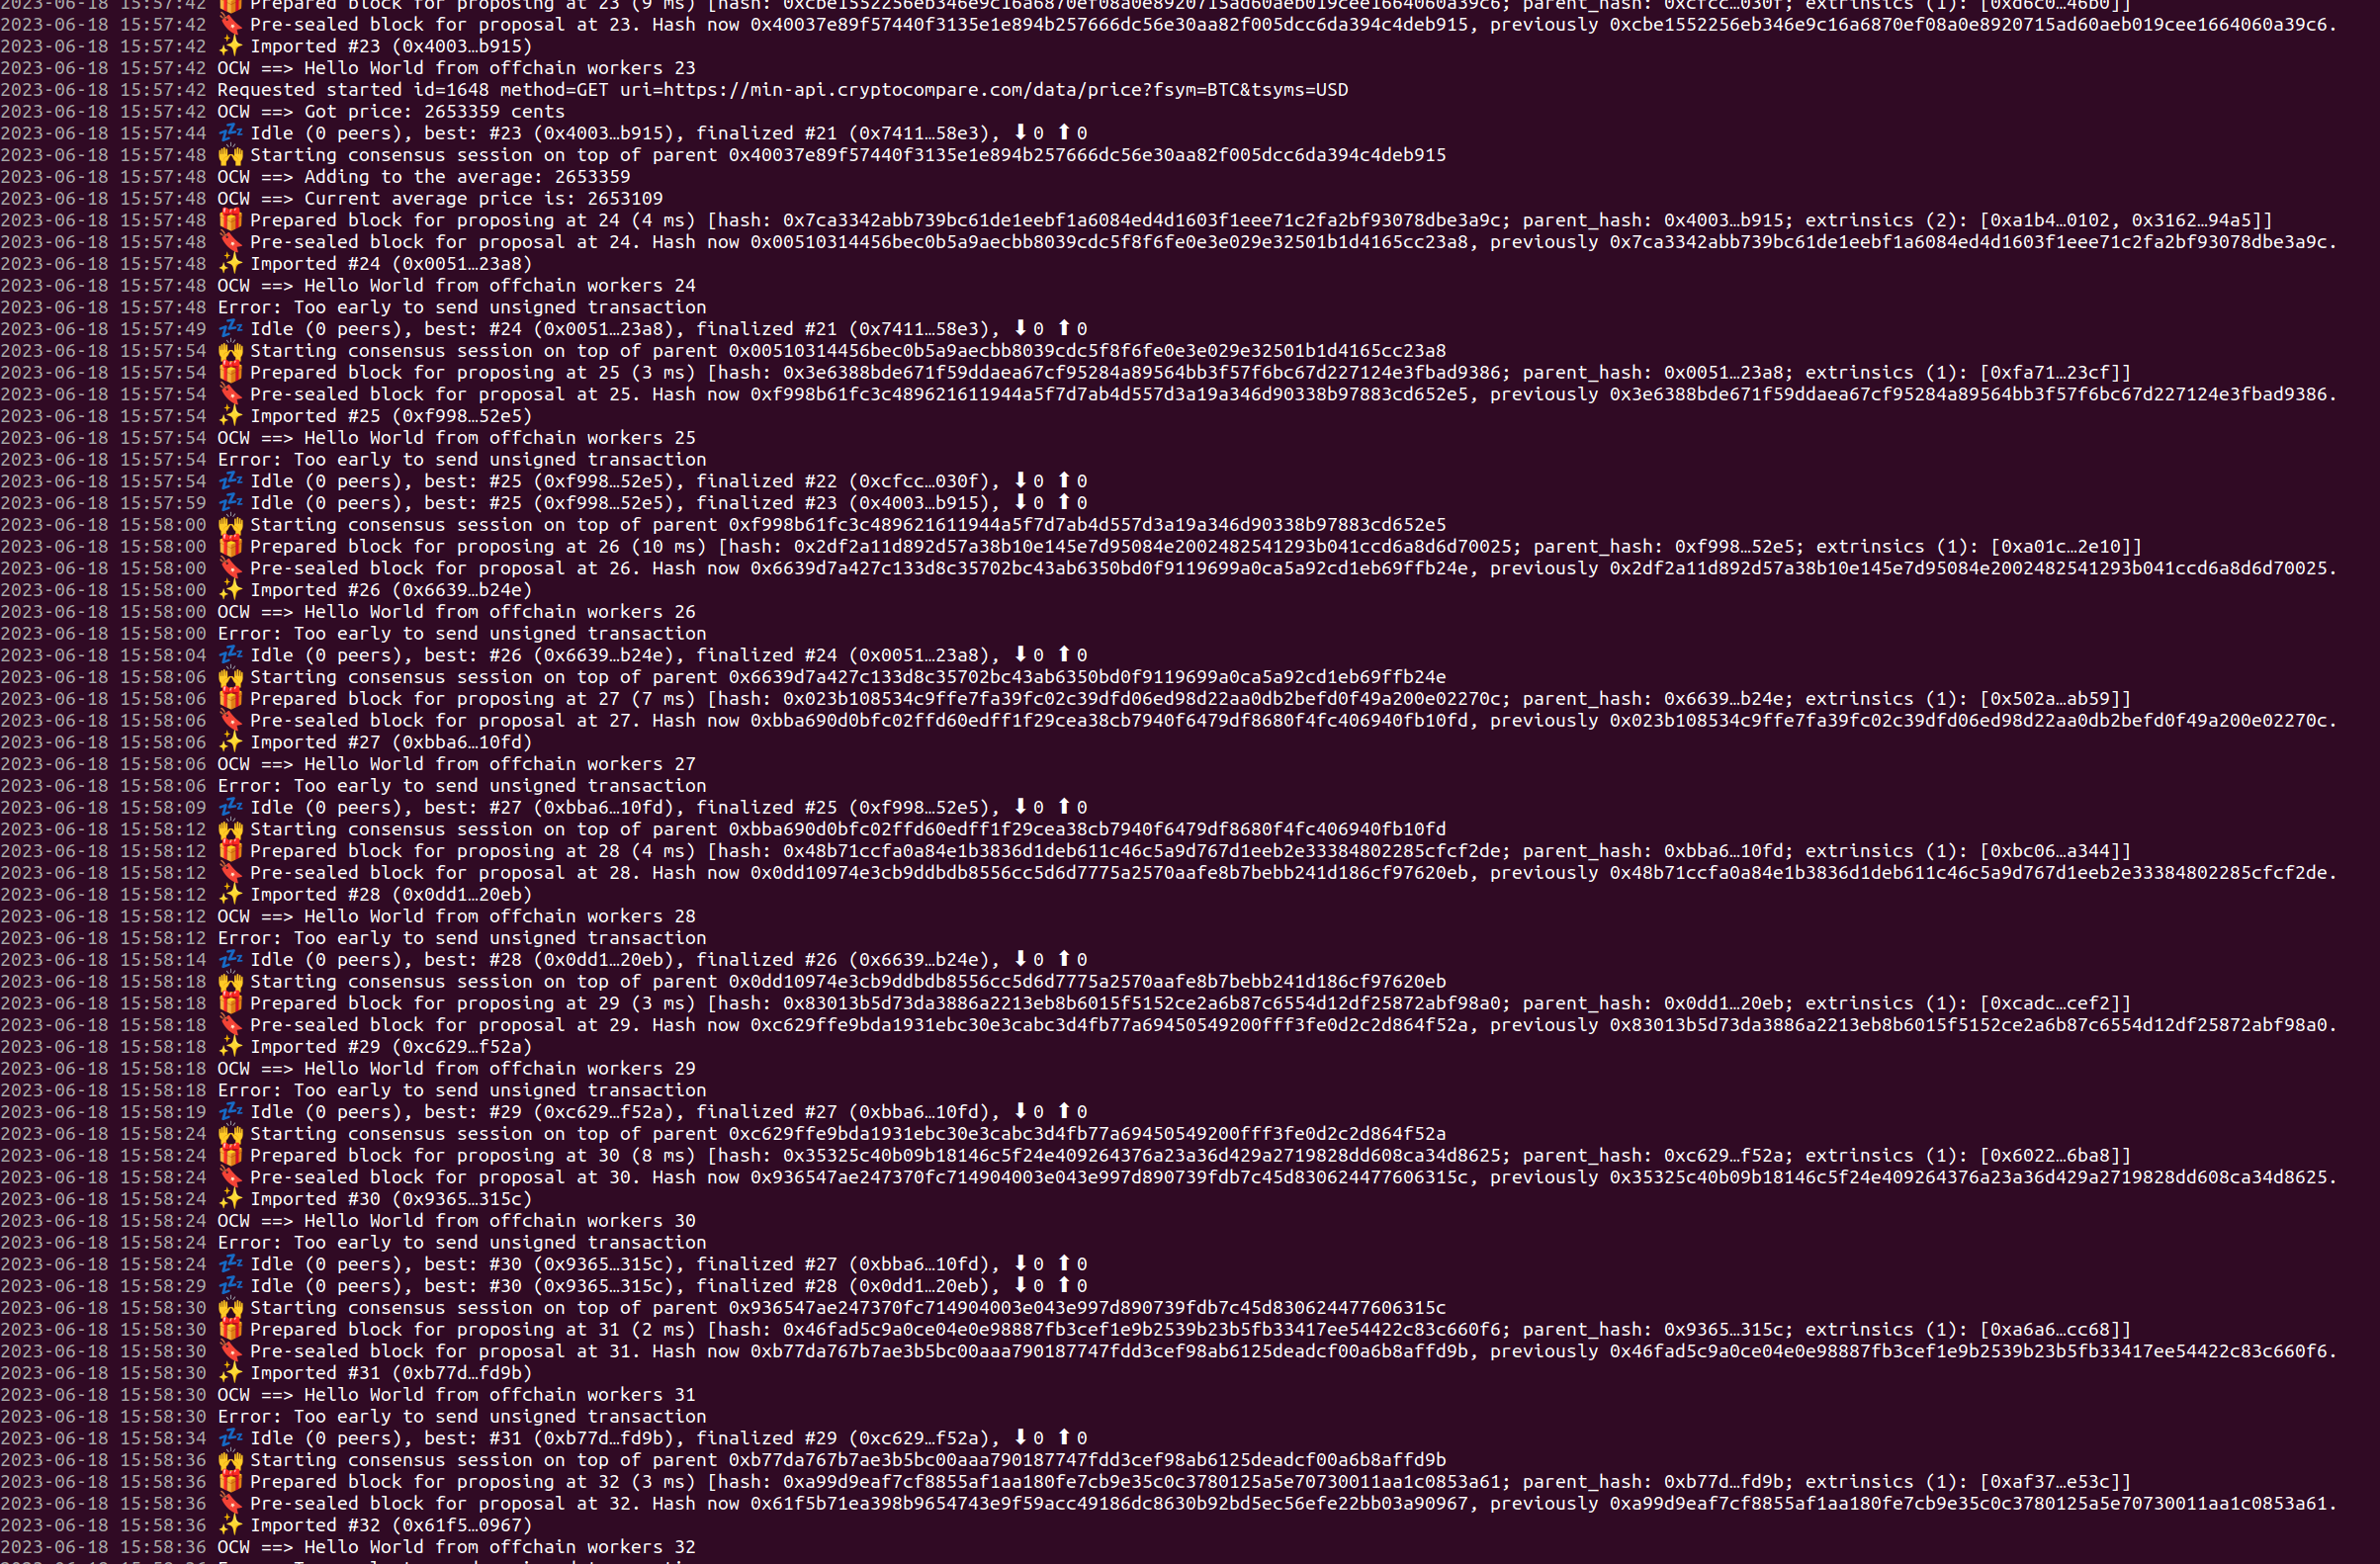 2023-06-18 15:57:42 🎁 Prepared block for proposing at 23 (9 ms) [hash: 0xcbe1552256eb346e9c16a6870ef08a0e8920715ad60aeb019cee1664060a39c6; parent_hash: 0xcfcc…030f; extrinsics (1): [0xd6c0…46b0]]
2023-06-18 15:57:42 🔖 Pre-sealed block for proposal at 23. Hash now 0x40037e89f57440f3135e1e894b257666dc56e30aa82f005dcc6da394c4deb915, previously 0xcbe1552256eb346e9c16a6870ef08a0e8920715ad60aeb019cee1664060a39c6.
2023-06-18 15:57:42 ✨ Imported #23 (0x4003…b915)
2023-06-18 15:57:42 OCW ==> Hello World from offchain workers 23
2023-06-18 15:57:42 Requested started id=1648 method=GET uri=https://min-api.cryptocompare.com/data/price?fsym=BTC&tsyms=USD
2023-06-18 15:57:42 OCW ==> Got price: 2653359 cents
2023-06-18 15:57:44 💤 Idle (0 peers), best: #23 (0x4003…b915), finalized #21 (0x7411…58e3), ⬇ 0 ⬆ 0
2023-06-18 15:57:48 🙌 Starting consensus session on top of parent 0x40037e89f57440f3135e1e894b257666dc56e30aa82f005dcc6da394c4deb915
2023-06-18 15:57:48 OCW ==> Adding to the average: 2653359
2023-06-18 15:57:48 OCW ==> Current average price is: 2653109
2023-06-18 15:57:48 🎁 Prepared block for proposing at 24 (4 ms) [hash: 0x7ca3342abb739bc61de1eebf1a6084ed4d1603f1eee71c2fa2bf93078dbe3a9c; parent_hash: 0x4003…b915; extrinsics (2): [0xa1b4…0102, 0x3162…94a5]]
2023-06-18 15:57:48 🔖 Pre-sealed block for proposal at 24. Hash now 0x00510314456bec0b5a9aecbb8039cdc5f8f6fe0e3e029e32501b1d4165cc23a8, previously 0x7ca3342abb739bc61de1eebf1a6084ed4d1603f1eee71c2fa2bf93078dbe3a9c.
2023-06-18 15:57:48 ✨ Imported #24 (0x0051…23a8)
2023-06-18 15:57:48 OCW ==> Hello World from offchain workers 24
2023-06-18 15:57:48 Error: Too early to send unsigned transaction
2023-06-18 15:57:49 💤 Idle (0 peers), best: #24 (0x0051…23a8), finalized #21 (0x7411…58e3), ⬇ 0 ⬆ 0
2023-06-18 15:57:54 🙌 Starting consensus session on top of parent 0x00510314456bec0b5a9aecbb8039cdc5f8f6fe0e3e029e32501b1d4165cc23a8
2023-06-18 15:57:54 🎁 Prepared block for proposing at 25 (3 ms) [hash: 0x3e6388bde671f59ddaea67cf95284a89564bb3f57f6bc67d227124e3fbad9386; parent_hash: 0x0051…23a8; extrinsics (1): [0xfa71…23cf]]
2023-06-18 15:57:54 🔖 Pre-sealed block for proposal at 25. Hash now 0xf998b61fc3c489621611944a5f7d7ab4d557d3a19a346d90338b97883cd652e5, previously 0x3e6388bde671f59ddaea67cf95284a89564bb3f57f6bc67d227124e3fbad9386.
2023-06-18 15:57:54 ✨ Imported #25 (0xf998…52e5)
2023-06-18 15:57:54 OCW ==> Hello World from offchain workers 25
2023-06-18 15:57:54 Error: Too early to send unsigned transaction
2023-06-18 15:57:54 💤 Idle (0 peers), best: #25 (0xf998…52e5), finalized #22 (0xcfcc…030f), ⬇ 0 ⬆ 0
2023-06-18 15:57:59 💤 Idle (0 peers), best: #25 (0xf998…52e5), finalized #23 (0x4003…b915), ⬇ 0 ⬆ 0
2023-06-18 15:58:00 🙌 Starting consensus session on top of parent 0xf998b61fc3c489621611944a5f7d7ab4d557d3a19a346d90338b97883cd652e5
2023-06-18 15:58:00 🎁 Prepared block for proposing at 26 (10 ms) [hash: 0x2df2a11d892d57a38b10e145e7d95084e2002482541293b041ccd6a8d6d70025; parent_hash: 0xf998…52e5; extrinsics (1): [0xa01c…2e10]]
2023-06-18 15:58:00 🔖 Pre-sealed block for proposal at 26. Hash now 0x6639d7a427c133d8c35702bc43ab6350bd0f9119699a0ca5a92cd1eb69ffb24e, previously 0x2df2a11d892d57a38b10e145e7d95084e2002482541293b041ccd6a8d6d70025.
2023-06-18 15:58:00 ✨ Imported #26 (0x6639…b24e)
2023-06-18 15:58:00 OCW ==> Hello World from offchain workers 26
2023-06-18 15:58:00 Error: Too early to send unsigned transaction
2023-06-18 15:58:04 💤 Idle (0 peers), best: #26 (0x6639…b24e), finalized #24 (0x0051…23a8), ⬇ 0 ⬆ 0
2023-06-18 15:58:06 🙌 Starting consensus session on top of parent 0x6639d7a427c133d8c35702bc43ab6350bd0f9119699a0ca5a92cd1eb69ffb24e
2023-06-18 15:58:06 🎁 Prepared block for proposing at 27 (7 ms) [hash: 0x023b108534c9ffe7fa39fc02c39dfd06ed98d22aa0db2befd0f49a200e02270c; parent_hash: 0x6639…b24e; extrinsics (1): [0x502a…ab59]]
2023-06-18 15:58:06 🔖 Pre-sealed block for proposal at 27. Hash now 0xbba690d0bfc02ffd60edff1f29cea38cb7940f6479df8680f4fc406940fb10fd, previously 0x023b108534c9ffe7fa39fc02c39dfd06ed98d22aa0db2befd0f49a200e02270c.
2023-06-18 15:58:06 ✨ Imported #27 (0xbba6…10fd)
2023-06-18 15:58:06 OCW ==> Hello World from offchain workers 27
2023-06-18 15:58:06 Error: Too early to send unsigned transaction
2023-06-18 15:58:09 💤 Idle (0 peers), best: #27 (0xbba6…10fd), finalized #25 (0xf998…52e5), ⬇ 0 ⬆ 0
2023-06-18 15:58:12 🙌 Starting consensus session on top of parent 0xbba690d0bfc02ffd60edff1f29cea38cb7940f6479df8680f4fc406940fb10fd
2023-06-18 15:58:12 🎁 Prepared block for proposing at 28 (4 ms) [hash: 0x48b71ccfa0a84e1b3836d1deb611c46c5a9d767d1eeb2e33384802285cfcf2de; parent_hash: 0xbba6…10fd; extrinsics (1): [0xbc06…a344]]
2023-06-18 15:58:12 🔖 Pre-sealed block for proposal at 28. Hash now 0x0dd10974e3cb9ddbdb8556cc5d6d7775a2570aafe8b7bebb241d186cf97620eb, previously 0x48b71ccfa0a84e1b3836d1deb611c46c5a9d767d1eeb2e33384802285cfcf2de.
2023-06-18 15:58:12 ✨ Imported #28 (0x0dd1…20eb)
2023-06-18 15:58:12 OCW ==> Hello World from offchain workers 28
2023-06-18 15:58:12 Error: Too early to send unsigned transaction
2023-06-18 15:58:14 💤 Idle (0 peers), best: #28 (0x0dd1…20eb), finalized #26 (0x6639…b24e), ⬇ 0 ⬆ 0
2023-06-18 15:58:18 🙌 Starting consensus session on top of parent 0x0dd10974e3cb9ddbdb8556cc5d6d7775a2570aafe8b7bebb241d186cf97620eb
2023-06-18 15:58:18 🎁 Prepared block for proposing at 29 (3 ms) [hash: 0x83013b5d73da3886a2213eb8b6015f5152ce2a6b87c6554d12df25872abf98a0; parent_hash: 0x0dd1…20eb; extrinsics (1): [0xcadc…cef2]]
2023-06-18 15:58:18 🔖 Pre-sealed block for proposal at 29. Hash now 0xc629ffe9bda1931ebc30e3cabc3d4fb77a69450549200fff3fe0d2c2d864f52a, previously 0x83013b5d73da3886a2213eb8b6015f5152ce2a6b87c6554d12df25872abf98a0.
2023-06-18 15:58:18 ✨ Imported #29 (0xc629…f52a)
2023-06-18 15:58:18 OCW ==> Hello World from offchain workers 29
2023-06-18 15:58:18 Error: Too early to send unsigned transaction
2023-06-18 15:58:19 💤 Idle (0 peers), best: #29 (0xc629…f52a), finalized #27 (0xbba6…10fd), ⬇ 0 ⬆ 0
2023-06-18 15:58:24 🙌 Starting consensus session on top of parent 0xc629ffe9bda1931ebc30e3cabc3d4fb77a69450549200fff3fe0d2c2d864f52a
2023-06-18 15:58:24 🎁 Prepared block for proposing at 30 (8 ms) [hash: 0x35325c40b09b18146c5f24e409264376a23a36d429a2719828dd608ca34d8625; parent_hash: 0xc629…f52a; extrinsics (1): [0x6022…6ba8]]
2023-06-18 15:58:24 🔖 Pre-sealed block for proposal at 30. Hash now 0x936547ae247370fc714904003e043e997d890739fdb7c45d830624477606315c, previously 0x35325c40b09b18146c5f24e409264376a23a36d429a2719828dd608ca34d8625.
2023-06-18 15:58:24 ✨ Imported #30 (0x9365…315c)
2023-06-18 15:58:24 OCW ==> Hello World from offchain workers 30
2023-06-18 15:58:24 Error: Too early to send unsigned transaction
2023-06-18 15:58:24 💤 Idle (0 peers), best: #30 (0x9365…315c), finalized #27 (0xbba6…10fd), ⬇ 0 ⬆ 0
2023-06-18 15:58:29 💤 Idle (0 peers), best: #30 (0x9365…315c), finalized #28 (0x0dd1…20eb), ⬇ 0 ⬆ 0
2023-06-18 15:58:30 🙌 Starting consensus session on top of parent 0x936547ae247370fc714904003e043e997d890739fdb7c45d830624477606315c
2023-06-18 15:58:30 🎁 Prepared block for proposing at 31 (2 ms) [hash: 0x46fad5c9a0ce04e0e98887fb3cef1e9b2539b23b5fb33417ee54422c83c660f6; parent_hash: 0x9365…315c; extrinsics (1): [0xa6a6…cc68]]
2023-06-18 15:58:30 🔖 Pre-sealed block for proposal at 31. Hash now 0xb77da767b7ae3b5bc00aaa790187747fdd3cef98ab6125deadcf00a6b8affd9b, previously 0x46fad5c9a0ce04e0e98887fb3cef1e9b2539b23b5fb33417ee54422c83c660f6.
2023-06-18 15:58:30 ✨ Imported #31 (0xb77d…fd9b)
2023-06-18 15:58:30 OCW ==> Hello World from offchain workers 31
2023-06-18 15:58:30 Error: Too early to send unsigned transaction
2023-06-18 15:58:34 💤 Idle (0 peers), best: #31 (0xb77d…fd9b), finalized #29 (0xc629…f52a), ⬇ 0 ⬆ 0
2023-06-18 15:58:36 🙌 Starting consensus session on top of parent 0xb77da767b7ae3b5bc00aaa790187747fdd3cef98ab6125deadcf00a6b8affd9b
2023-06-18 15:58:36 🎁 Prepared block for proposing at 32 (3 ms) [hash: 0xa99d9eaf7cf8855af1aa180fe7cb9e35c0c3780125a5e70730011aa1c0853a61; parent_hash: 0xb77d…fd9b; extrinsics (1): [0xaf37…e53c]]
2023-06-18 15:58:36 🔖 Pre-sealed block for proposal at 32. Hash now 0x61f5b71ea398b9654743e9f59acc49186dc8630b92bd5ec56efe22bb03a90967, previously 0xa99d9eaf7cf8855af1aa180fe7cb9e35c0c3780125a5e70730011aa1c0853a61.
2023-06-18 15:58:36 ✨ Imported #32 (0x61f5…0967)
2023-06-18 15:58:36 OCW ==> Hello World from offchain workers 32